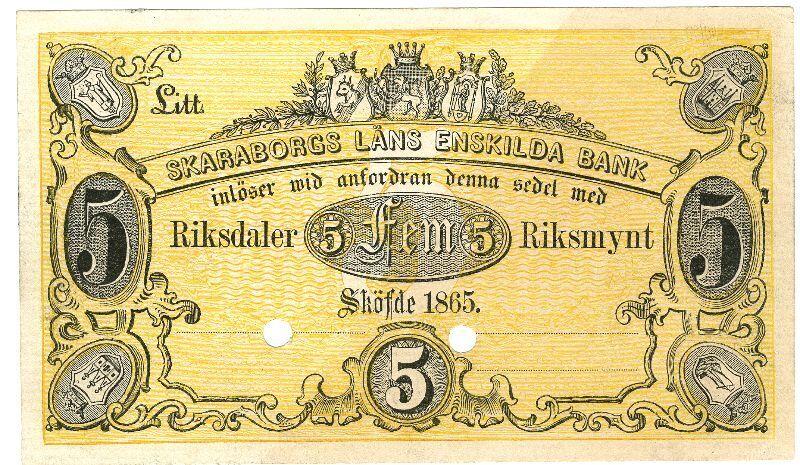 Litt.
SKARABORGS LÄNS ENSKILDA BANK
inlöser wid anfordran denna sedel med
5 Riksdaler 5 Fem 5 Riksmynt 5
Sköfde 1865.
5